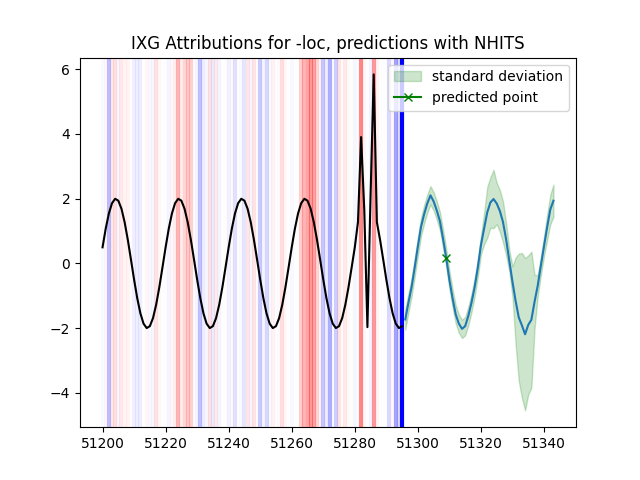 IXG Attributions for -loc, predictions with NHITS
standard deviation
predicted point
6
4
2
0
−2
−4
51200 51220 51240 51260 51280 51300 51320 51340